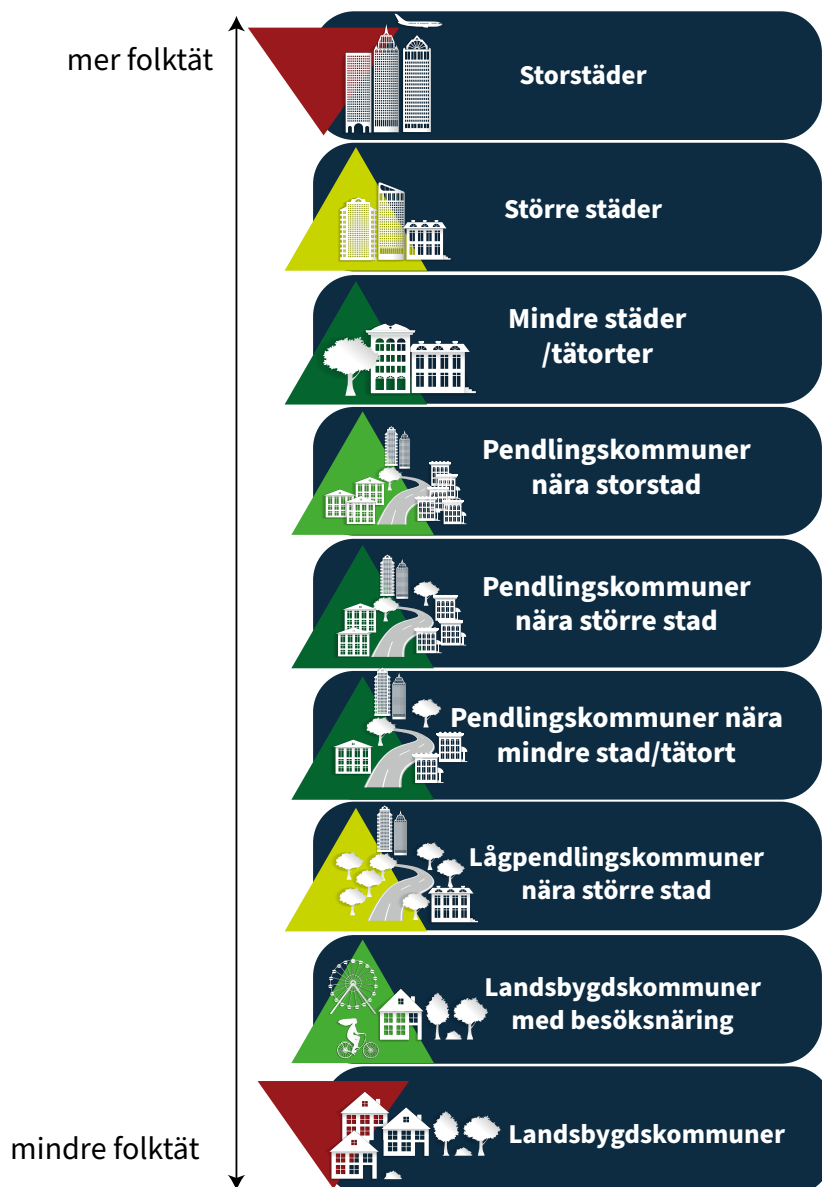 mer folktät
Storstäder
Större städer
Mindre städer
/tätorter
Pendlingskommuner
nära storstad
Pendlingskommuner
nära större stad
Pendlingskommuner nära
mindre stad/tätort
Lågpendlingskommuner
nära större stad
Landsbygdskommuner
med besöksnäring
Landsbygdskommuner
mindre folktät